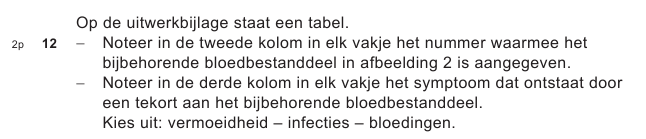 Op de uitwerkbijlage staat een tabel.
2p 12 – Noteer in de tweede kolom in elk vakje het nummer waarmee het
bijbehorende bloedbestanddeel in afbeelding 2 is aangegeven.
– Noteer in de derde kolom in elk vakje het symptoom dat ontstaat door
een tekort aan het bijbehorende bloedbestanddeel.
Kies uit: vermoeidheid – infecties – bloedingen.